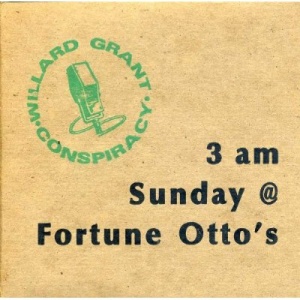 WILLARD GRANT
· CONSPIRACY ·
3 am
Sunday @
Fortune Otto's